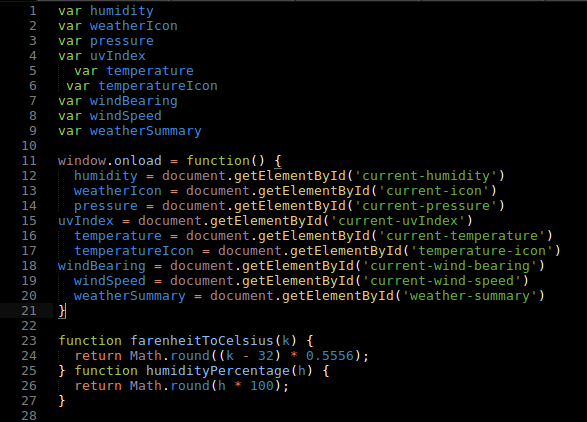 1 var humidity
2 var weatherIcon
3 var pressure
4 var uvIndex
5   var temperature
6  var temperatureIcon
7 var windBearing
8 var windSpeed
9 var weatherSummary
10
11 window.onload = function() {
12   humidity = document.getElementById('current-humidity')
13   weatherIcon = document.getElementById('current-icon')
14   pressure = document.getElementById('current-pressure')
15 uvIndex = document.getElementById('current-uvIndex')
16   temperature = document.getElementById('current-temperature')
17   temperatureIcon = document.getElementById('temperature-icon')
18 windBearing = document.getElementById('current-wind-bearing')
19   windSpeed = document.getElementById('current-wind-speed')
20   weatherSummary = document.getElementById('weather-summary')
21 }
22
23 function farenheitToCelsius(k) {
24   return Math.round((k - 32) * 0.5556);
25 } function humidityPercentage(h) {
26   return Math.round(h * 100);
27 }
28